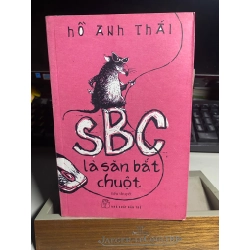 HỒ ANH THÁI
SBC
là săn bắt
chuột